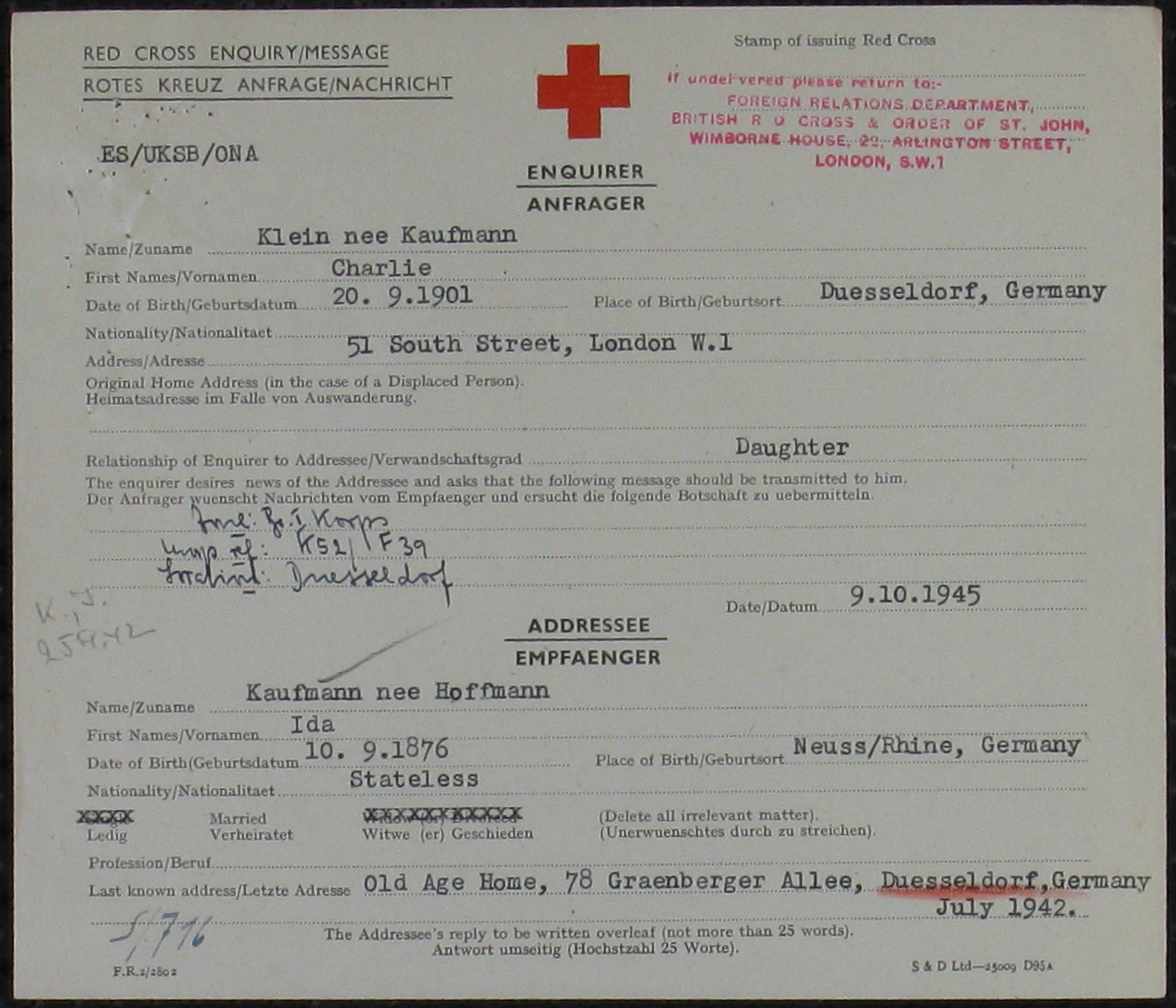 RED CROSS ENQUIRY/MESSAGE
ROTES KREUZ ANFRAGE/NACHRICHT
Stamp of issuing Red Cross
If undelivered please return to:-
FOREIGN RELATIONS DEPARTMENT,
BRITISH R D CROSS & ORDER OF ST. JOHN,
WIMBORNE HOUSE, 22, ARLINGTON STREET,
LONDON, S.W.1
ES/UKSB/ONA
ENQUIRER
ANFRAGER
Name/Zuname Klein nee Kaufmann
First Names/Vornamen Charlie
Date of Birth/Geburtsdatum 20. 9.1901 Place of Birth/Geburtsort Duesseldorf, Germany
Nationality/Nationalitaet
Address/Adresse 51 South Street, London W.1
Original Home Address (in the case of a Displaced Person).
Heimatsadresse im Falle von Auswanderung.
Relationship of Enquirer to Addressee/Verwandschaftsgrad Daughter
The enquirer desires news of the Addressee and asks that the following message should be transmitted to him.
Der Anfrager wuenscht Nachrichten vom Empfaenger und ersucht die folgende Botschaft zu uebermitteln.
Korps
K52/ F39
Duesseldorf
Date/Datum 9.10.1945
K.,J.
ADDRESSEE
EMPFAENGER
Name/Zuname Kaufmann nee Hoffmann
First Names/Vornamen Ida
Date of Birth(Geburtsdatum 10. 9.1876 Place of Birth/Geburtsort Neuss/Rhine, Germany
Nationality/Nationalitaet Stateless
XXXX Married XXXXXXXXXXXXX (Delete all irrelevant matter).
Ledig Verheiratet Witwe (er) Geschieden (Unerwuenschtes durch zu streichen).
Profession/Beruf
Last known address/Letzte Adresse Old Age Home, 78 Graenberger Allee, Duesseldorf,Germany
July 1942.
The Addressee's reply to be written overleaf (not more than 25 words).
Antwort umseitig (Hochstzahl 25 Worte).
F.R.2/2802
S & D Ltd—25009 D95A